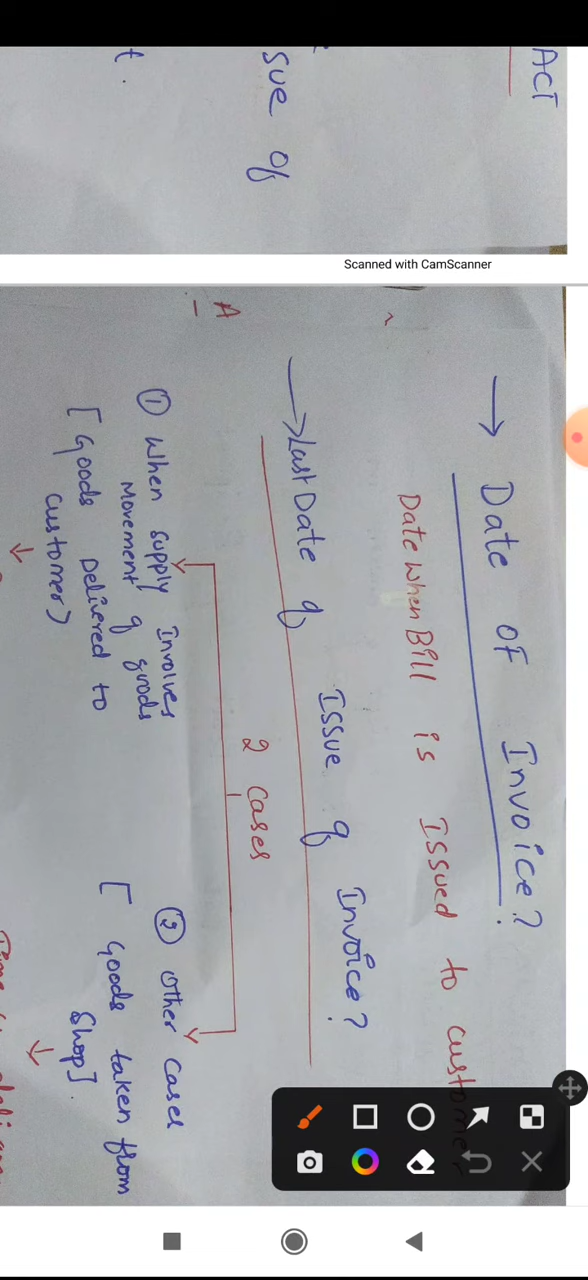 ACT
sue of
t.
Scanned with CamScanner
→ Date OF Invoice?
Date when Bill is Issued to customer
→ Last Date of Issue of Invoice?
A
2 cases
① When supply Involves
Movement of goods
[ Goods Delivered to
customer)
② Other Cases
[ Goods taken from
Shop].